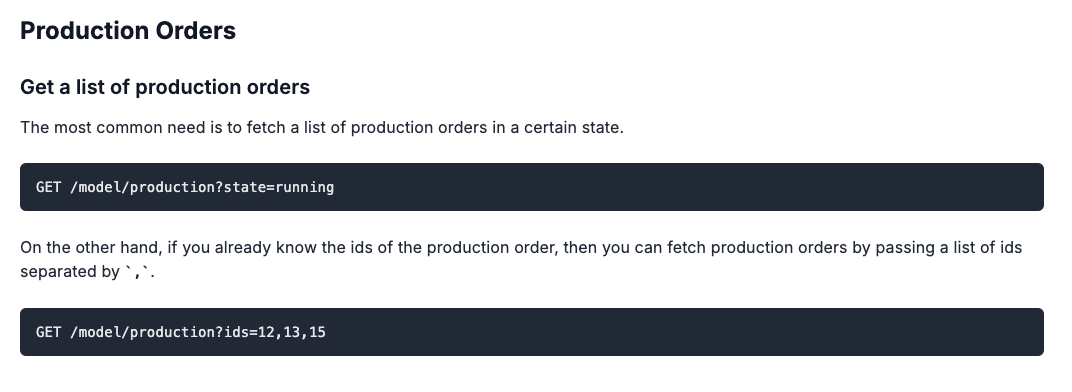 Production Orders
Get a list of production orders
The most common need is to fetch a list of production orders in a certain state.
GET /model/production?state=running
On the other hand, if you already know the ids of the production order, then you can fetch production orders by passing a list of ids
separated by `,`.
GET /model/production?ids=12,13,15